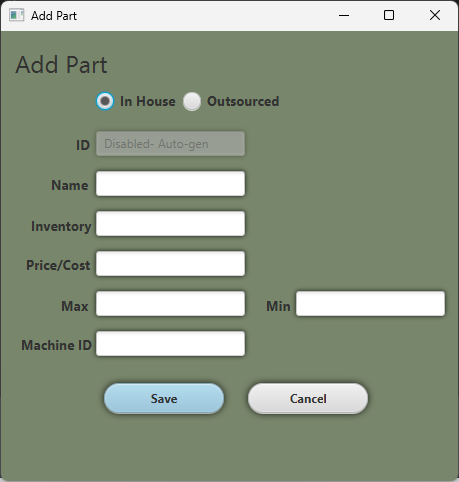 Add Part
Add Part
In House Outsourced
ID Disabled- Auto-gen
Name
Inventory
Price/Cost
Max Min
Machine ID
Save Cancel